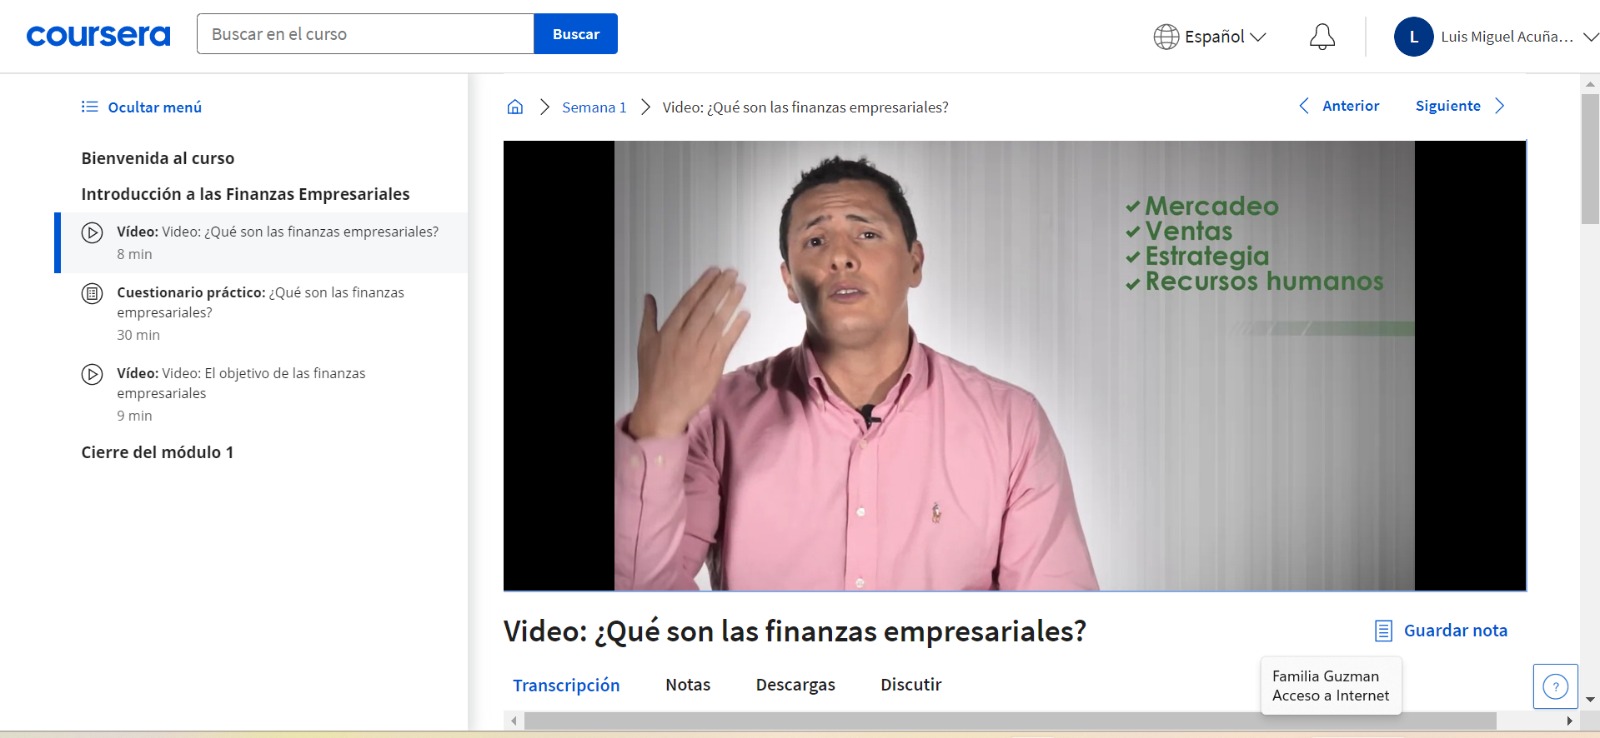 coursera
Buscar en el curso
Buscar
Español
L
Luis Miguel Acuña...
Ocultar menú
Bienvenida al curso
Introducción a las Finanzas Empresariales
Vídeo: Video: ¿Qué son las finanzas empresariales?
8 min
Cuestionario práctico: ¿Qué son las finanzas
empresariales?
30 min
Vídeo: Video: El objetivo de las finanzas
empresariales
9 min
Cierre del módulo 1
Semana 1
Video: ¿Qué son las finanzas empresariales?
Anterior
Siguiente
Mercadeo
Ventas
Estrategia
Recursos humanos
Video: ¿Qué son las finanzas empresariales?
Guardar nota
Transcripción
Notas
Descargas
Discutir
Familia Guzman
Acceso a Internet
?